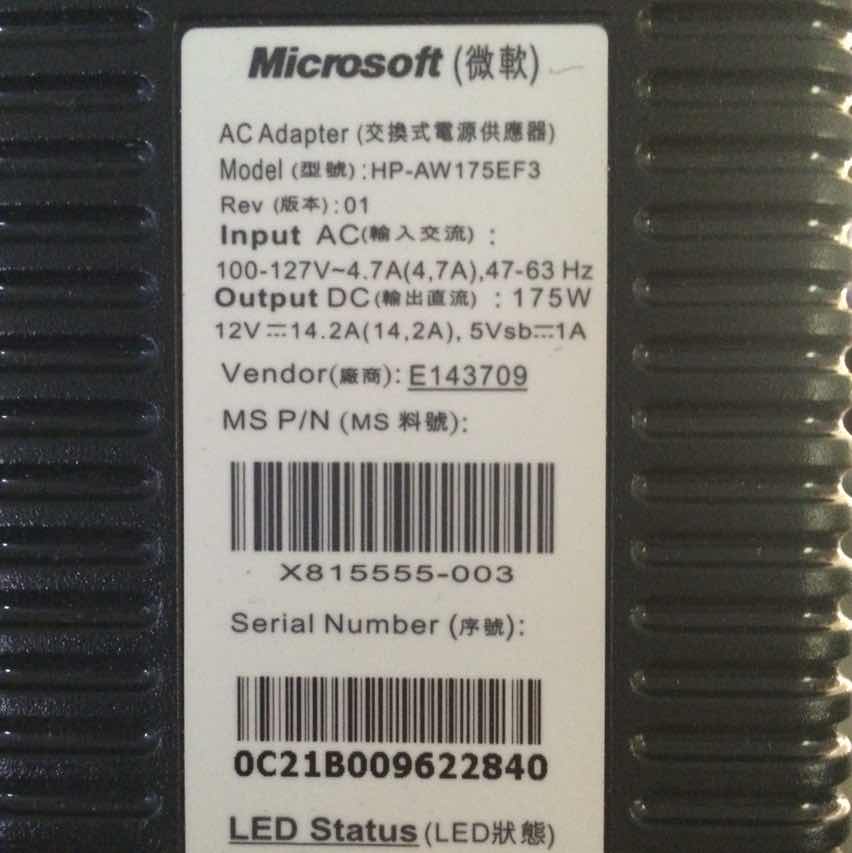 Microsoft (微軟)
AC Adapter (交換式電源供應器)
Model (型號) : HP-AW175EF3
Rev (版本) : 01
Input AC(輸入交流) :
100-127V~4.7A(4,7A),47-63 Hz
Output DC(輸出直流) : 175W
12V⎓14.2A(14,2A), 5Vsb⎓1A
Vendor(廠商): E143709
MS P/N (MS 料號):
X815555-003
Serial Number (序號):
0C21B009622840
LED Status (LED狀態)